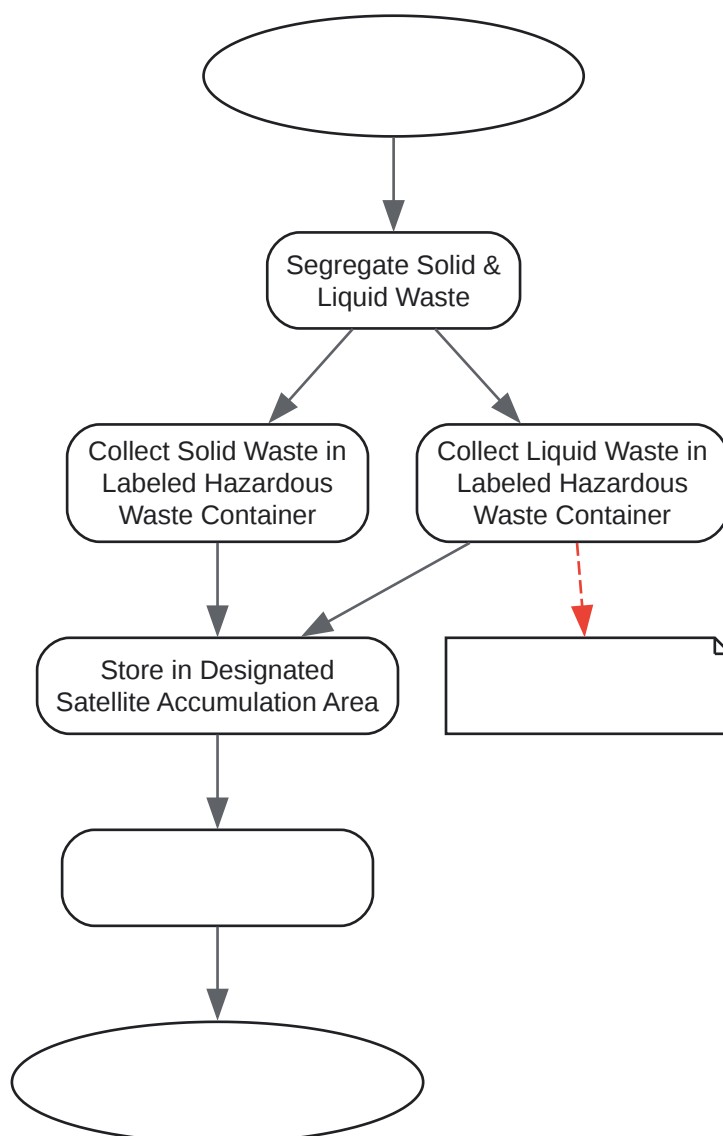 Segregate Solid &
Liquid Waste
Collect Solid Waste in
Labeled Hazardous
Waste Container
Collect Liquid Waste in
Labeled Hazardous
Waste Container
Store in Designated
Satellite Accumulation Area